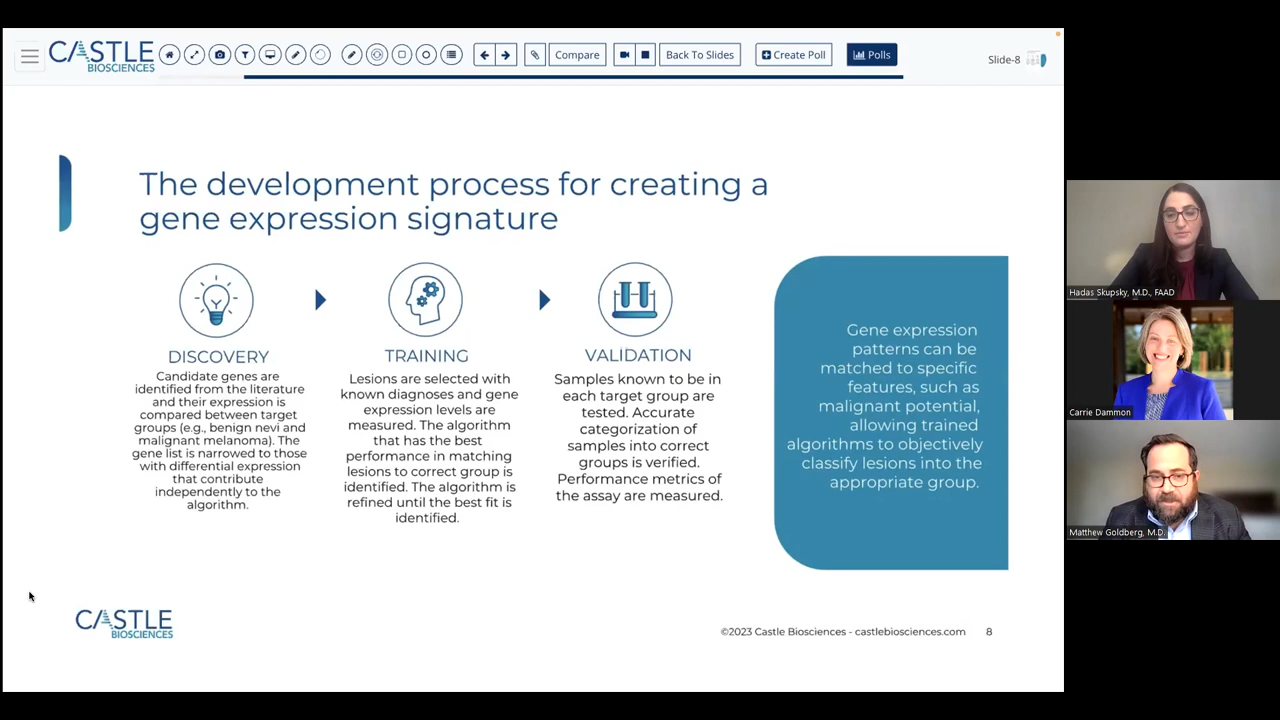 CASTLE
BIOSCIENCES
Compare
Back To Slides
Create Poll
Polls
Slide-8
The development process for creating a
gene expression signature
DISCOVERY
Candidate genes are
identified from the literature
and their expression is
compared between target
groups (e.g., benign nevi and
malignant melanoma). The
gene list is narrowed to those
with differential expression
that contribute
independently to the
algorithm.
TRAINING
Lesions are selected with
known diagnoses and gene
expression levels are
measured. The algorithm
that has the best
performance in matching
lesions to correct group is
identified. The algorithm is
refined until the best fit is
identified.
VALIDATION
Samples known to be in
each target group are
tested. Accurate
categorization of
samples into correct
groups is verified.
Performance metrics of
the assay are measured.
Gene expression
patterns can be
matched to specific
features, such as
malignant potential,
allowing trained
algorithms to objectively
classify lesions into the
appropriate group.
CASTLE
BIOSCIENCES
©2023 Castle Biosciences - castlebiosciences.com 8
Hadas Skupsky, M.D., FAAD
Carrie Dammon
Matthew Goldberg, M.D.